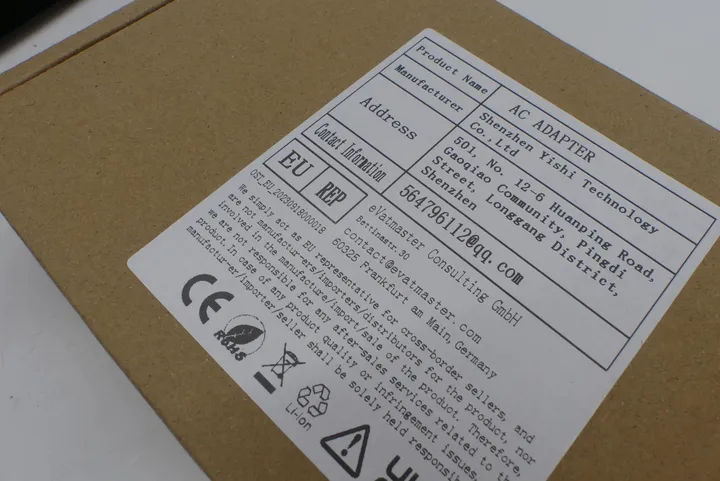 Product Name AC ADAPTER
Manufacturer Shenzhen Yishi Technology
Co.,Ltd
Address 501, No. 12-6 Huanping Road,
Gaoqiao Community, Pingdi
Street, Longgang District,
Shenzhen
Contact Information 564796112@qq.com
EU REP
eVatmaster Consulting GmbH
Bettinastr.30
60325 Frankfurt am Main, Germany
contact@evatmaster.com
OST_EU_20230918000018
We simply act as EU representative for cross-border sellers, and
are not manufacturers/importers/distributors for the product, nor
involved in the manufacture/import/sale of the product. Therefore,
we are not responsible for any after-sales services related to the
product.In case of any product quality or infringement issues,
manufacturer/importer/seller shall be solely held responsible
CE
RoHS
Li-ion